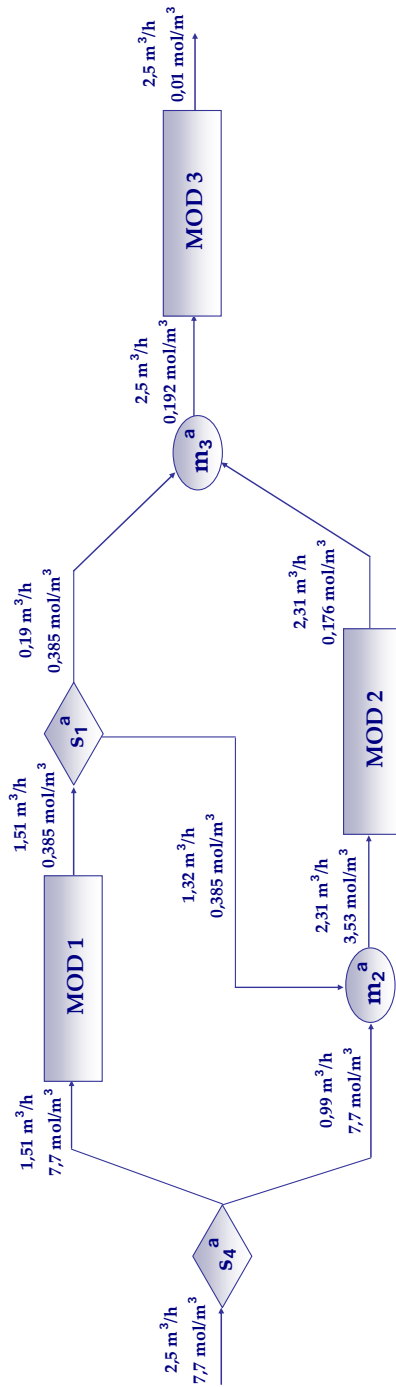 2,5 m³/h
7,7 mol/m³
s₄ᵃ
1,51 m³/h
7,7 mol/m³
MOD 1
1,51 m³/h
0,385 mol/m³
s₁ᵃ
0,19 m³/h
0,385 mol/m³
1,32 m³/h
0,385 mol/m³
0,99 m³/h
7,7 mol/m³
m₂ᵃ
2,31 m³/h
3,53 mol/m³
MOD 2
2,31 m³/h
0,176 mol/m³
m₃ᵃ
2,5 m³/h
0,192 mol/m³
MOD 3
2,5 m³/h
0,01 mol/m³